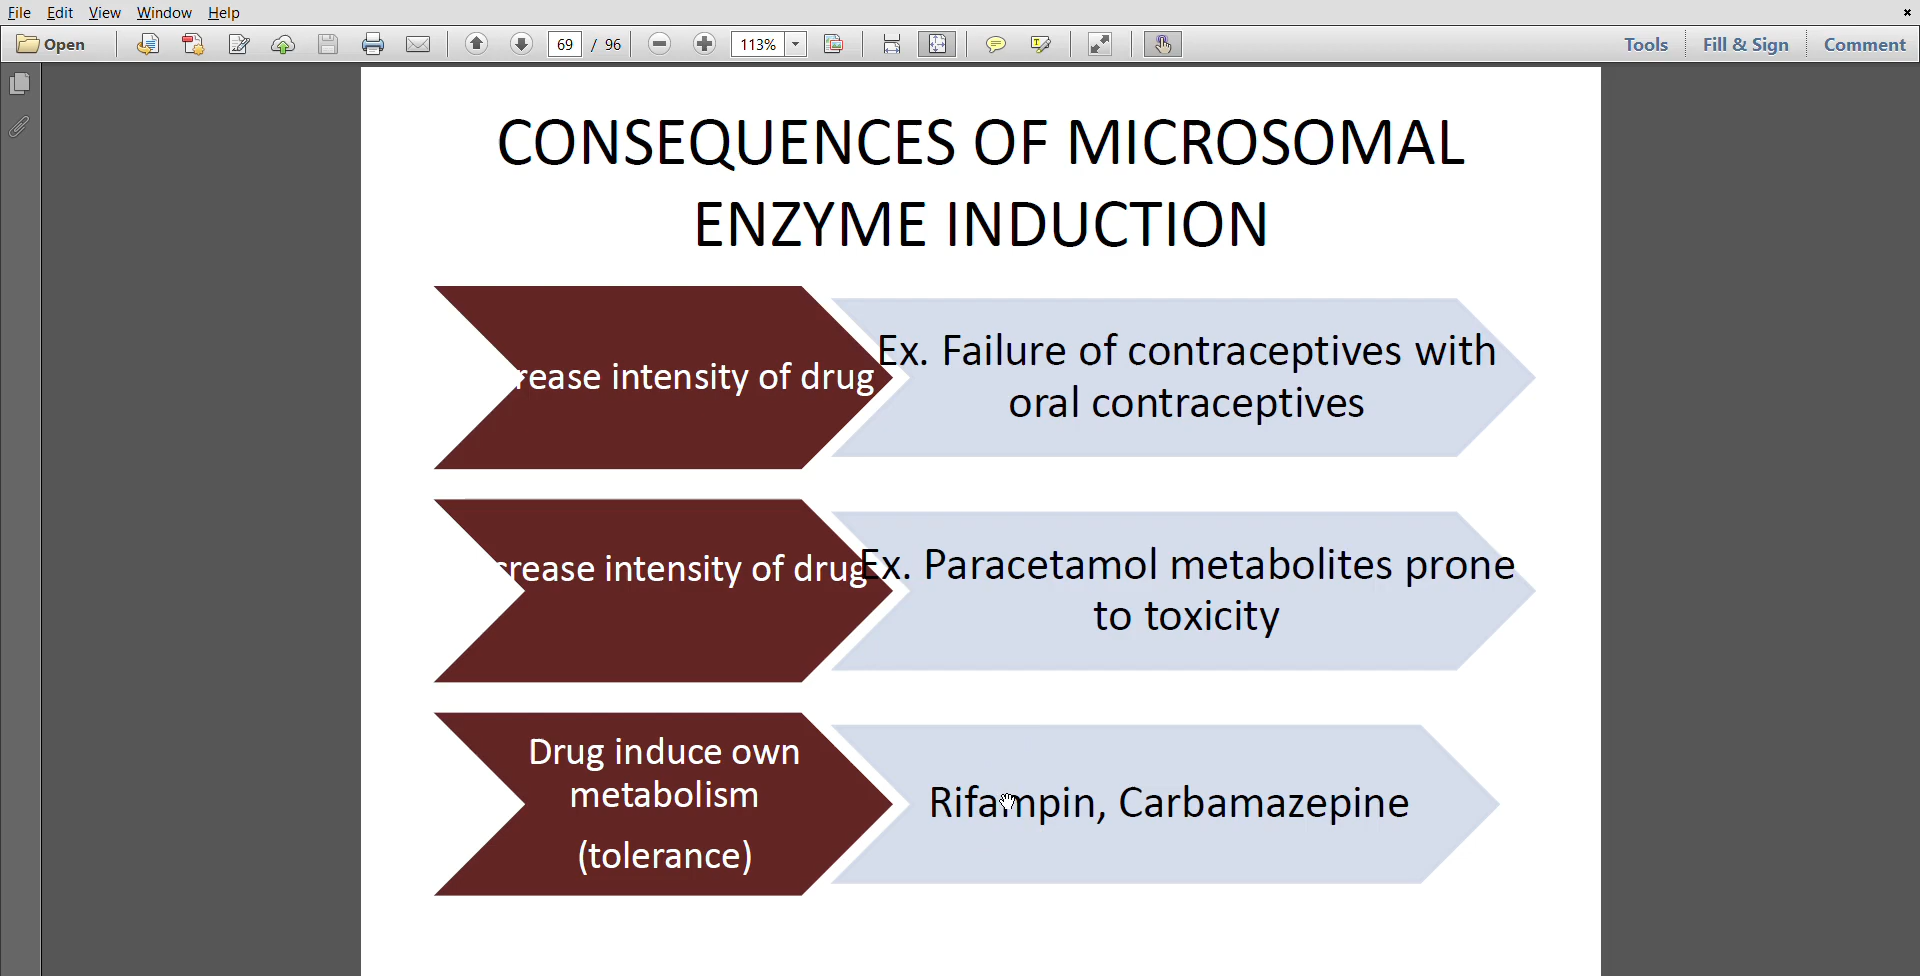 File Edit View Window Help
Open 69 / 96 113% Tools Fill & Sign Comment
CONSEQUENCES OF MICROSOMAL
ENZYME INDUCTION
rease intensity of drug
Ex. Failure of contraceptives with
oral contraceptives
crease intensity of drug
Ex. Paracetamol metabolites prone
to toxicity
Drug induce own
metabolism
(tolerance)
Rifampin, Carbamazepine